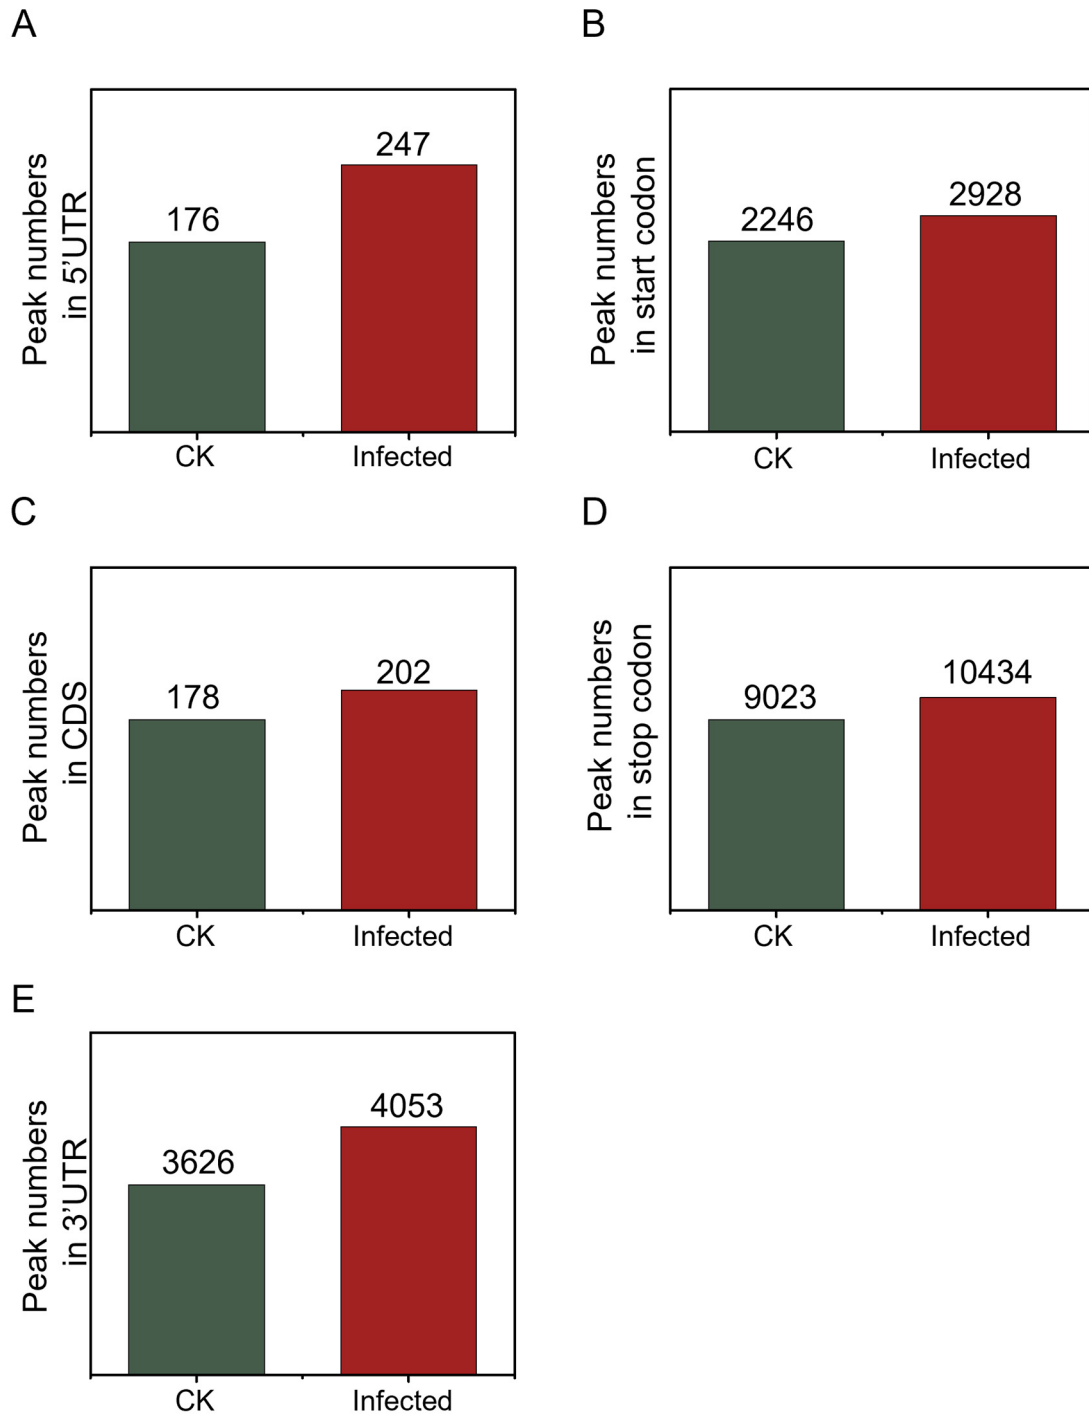 A
Peak numbers
in 5'UTR
176
247
CK
Infected
B
Peak numbers
in start codon
2246
2928
CK
Infected
C
Peak numbers
in CDS
178
202
CK
Infected
D
Peak numbers
in stop codon
9023
10434
CK
Infected
E
Peak numbers
in 3'UTR
3626
4053
CK
Infected